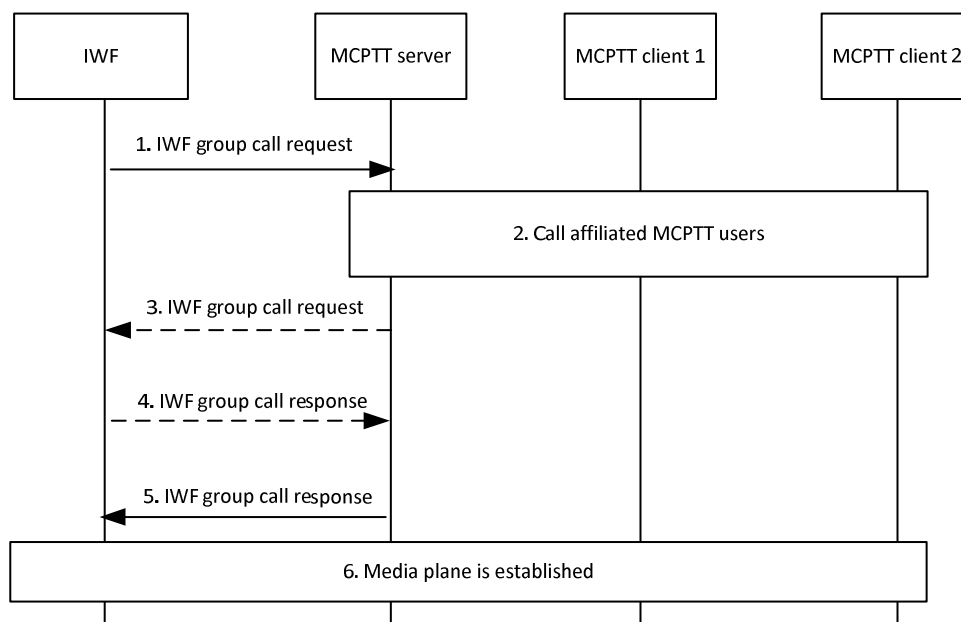 IWF
MCPTT server
MCPTT client 1
MCPTT client 2
1. IWF group call request
2. Call affiliated MCPTT users
3. IWF group call request
4. IWF group call response
5. IWF group call response
6. Media plane is established